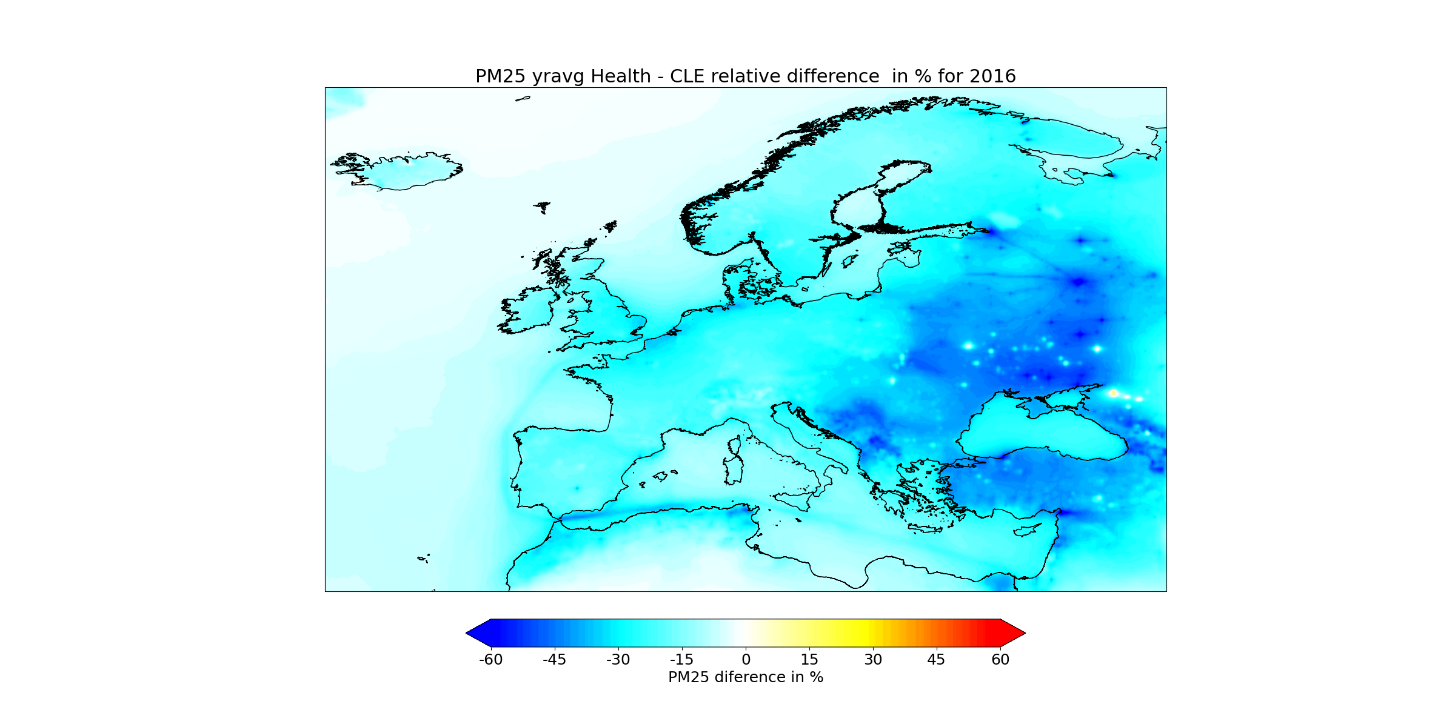 PM25 yravg Health - CLE relative difference  in % for 2016
-60 -45 -30 -15 0 15 30 45 60
PM25 diference in %